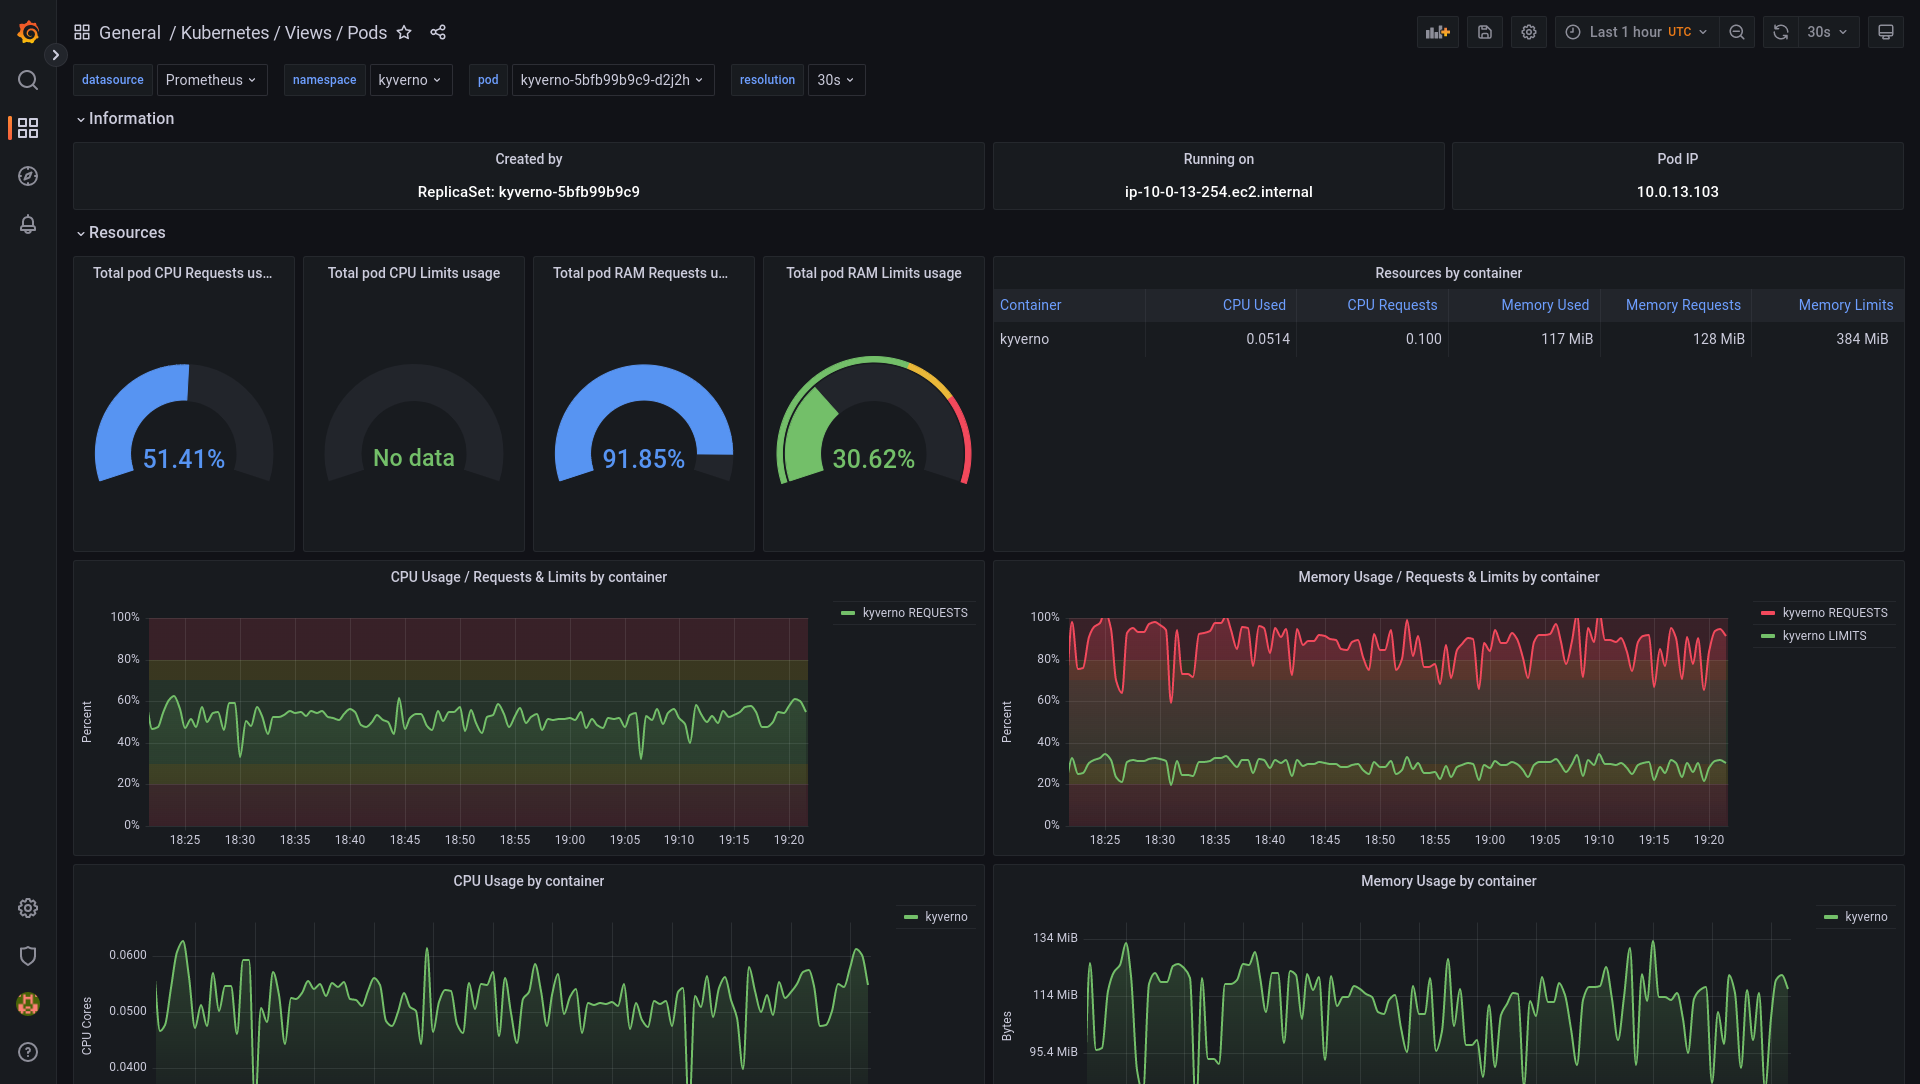 General / Kubernetes / Views / Pods
Last 1 hour UTC
30s
datasource Prometheus namespace kyverno pod kyverno-5bfb99b9c9-d2j2h resolution 30s
Information
Created by
ReplicaSet: kyverno-5bfb99b9c9
Running on
ip-10-0-13-254.ec2.internal
Pod IP
10.0.13.103
Resources
Total pod CPU Requests us...
51.41%
Total pod CPU Limits usage
No data
Total pod RAM Requests u...
91.85%
Total pod RAM Limits usage
30.62%
Resources by container
Container CPU Used CPU Requests Memory Used Memory Requests Memory Limits
kyverno 0.0514 0.100 117 MiB 128 MiB 384 MiB
CPU Usage / Requests & Limits by container
Percent
100%
80%
60%
40%
20%
0%
18:25 18:30 18:35 18:40 18:45 18:50 18:55 19:00 19:05 19:10 19:15 19:20
kyverno REQUESTS
Memory Usage / Requests & Limits by container
Percent
100%
80%
60%
40%
20%
0%
18:25 18:30 18:35 18:40 18:45 18:50 18:55 19:00 19:05 19:10 19:15 19:20
kyverno REQUESTS
kyverno LIMITS
CPU Usage by container
CPU Cores
0.0600
0.0500
0.0400
kyverno
Memory Usage by container
Bytes
134 MiB
114 MiB
95.4 MiB
kyverno